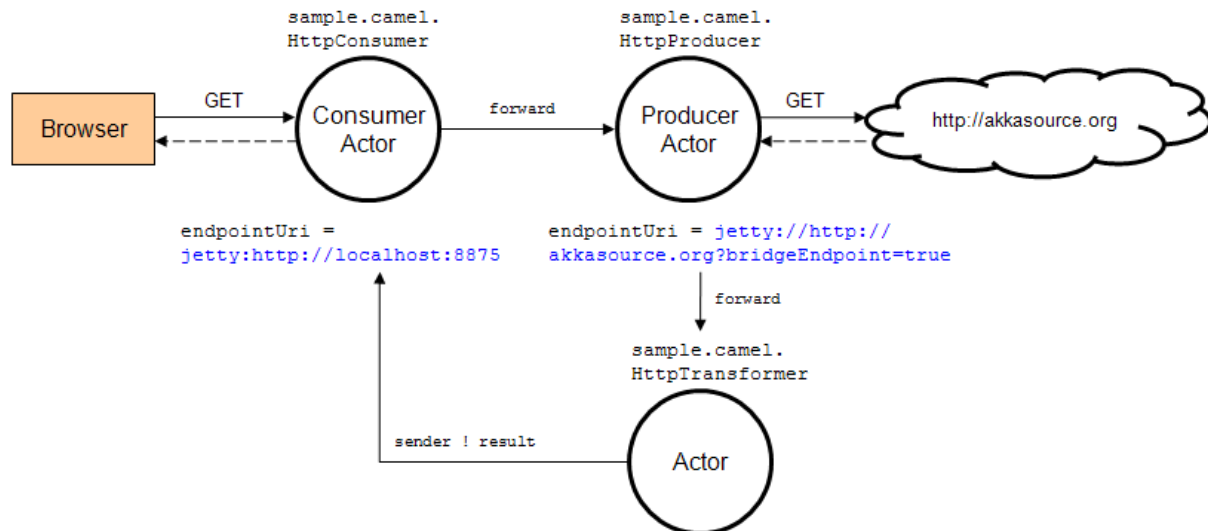 sample.camel.
HttpConsumer
sample.camel.
HttpProducer
Browser
GET
Consumer
Actor
forward
Producer
Actor
GET
http://akkasource.org
endpointUri =
jetty:http://localhost:8875
endpointUri = jetty://http://
akkasource.org?bridgeEndpoint=true
forward
sample.camel.
HttpTransformer
sender ! result
Actor